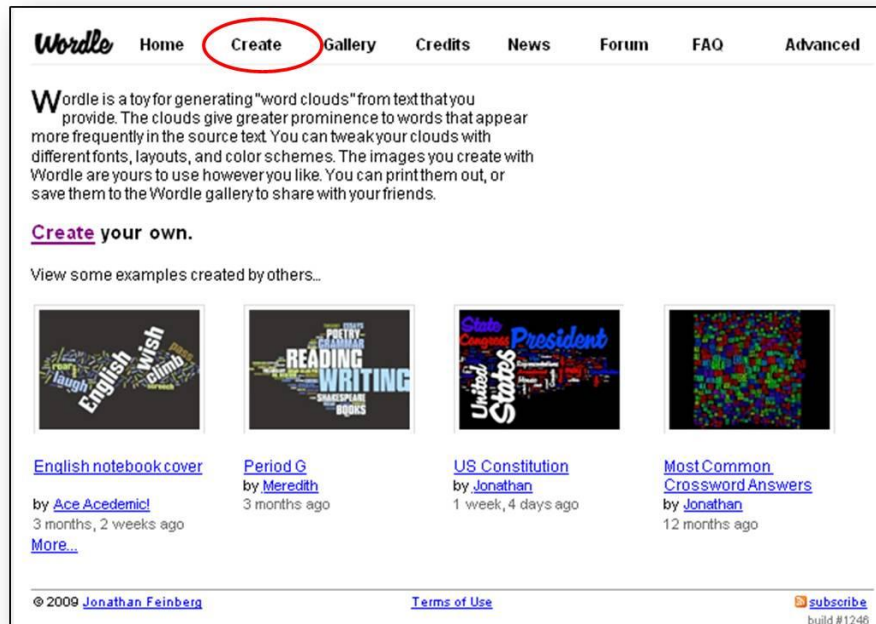 Wordle Home Create Gallery Credits News Forum FAQ Advanced
Wordle is a toy for generating "word clouds" from text that you
provide. The clouds give greater prominence to words that appear
more frequently in the source text. You can tweak your clouds with
different fonts, layouts, and color schemes. The images you create with
Wordle are yours to use however you like. You can print them out, or
save them to the Wordle gallery to share with your friends.
Create your own.
View some examples created by others...
English wish climb laugh roar pass
ESSAYS POETRY GRAMMAR READING WRITING SHAKESPEARE BOOKS
State Congress President United States Representatives
English notebook cover Period G US Constitution Most Common
Crossword Answers
by Ace Acedemic! by Meredith by Jonathan by Jonathan
3 months, 2 weeks ago 3 months ago 1 week, 4 days ago 12 months ago
More...
© 2009 Jonathan Feinberg Terms of Use subscribe
build #1246